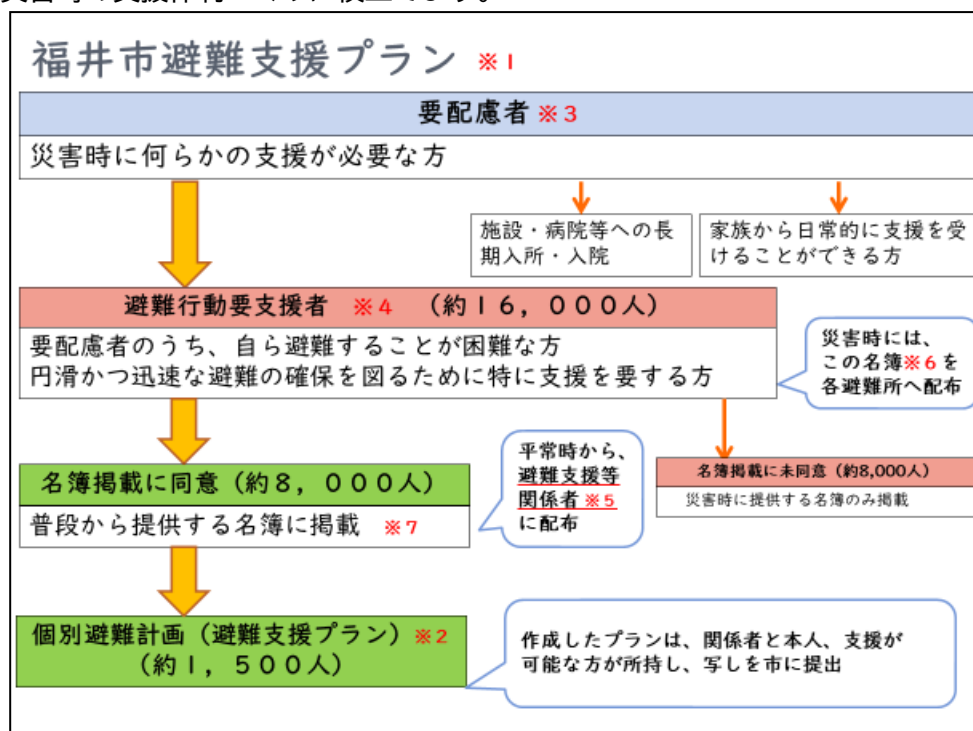 福井市避難支援プラン ※1
要配慮者※3
災害時に何らかの支援が必要な方
施設・病院等への長
期入所・入院
家族から日常的に支援を受
けることができる方
避難行動要支援者 ※4 (約16,000人)
要配慮者のうち、自ら避難することが困難な方
円滑かつ迅速な避難の確保を図るために特に支援を要する方
災害時には、
この名簿※6を
各避難所へ配布
名簿掲載に同意(約8,000人)
普段から提供する名簿に掲載 ※7
平常時から、
避難支援等
関係者※5
に配布
名簿掲載に未同意(約8,000人)
災害時に提供する名簿のみ掲載
個別避難計画(避難支援プラン)※2
(約1,500人)
作成したプランは、関係者と本人、支援が
可能な方が所持し、写しを市に提出